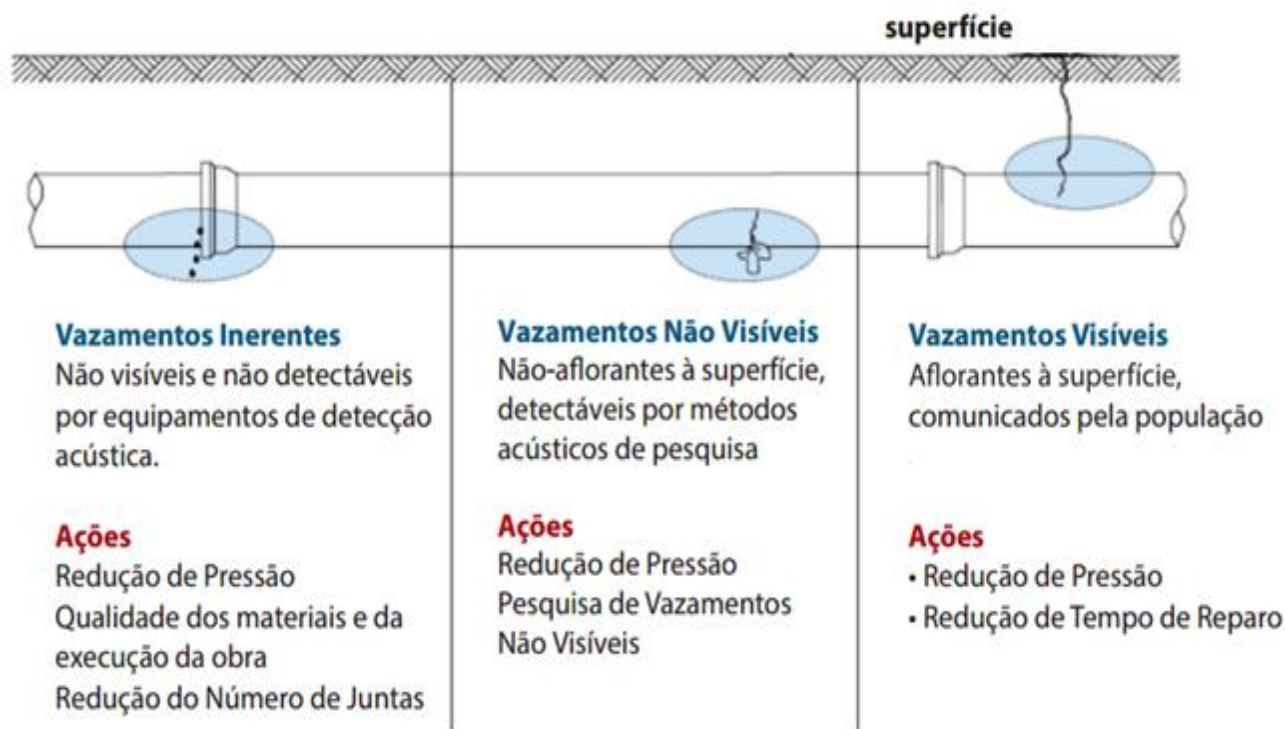 superfície
Vazamentos Inerentes
Não visíveis e não detectáveis
por equipamentos de detecção
acústica.
Ações
Redução de Pressão
Qualidade dos materiais e da
execução da obra
Redução do Número de Juntas
Vazamentos Não Visíveis
Não-aflorantes à superfície,
detectáveis por métodos
acústicos de pesquisa
Ações
Redução de Pressão
Pesquisa de Vazamentos
Não Visíveis
Vazamentos Visíveis
Aflorantes à superfície,
comunicados pela população
Ações
• Redução de Pressão
• Redução de Tempo de Reparo